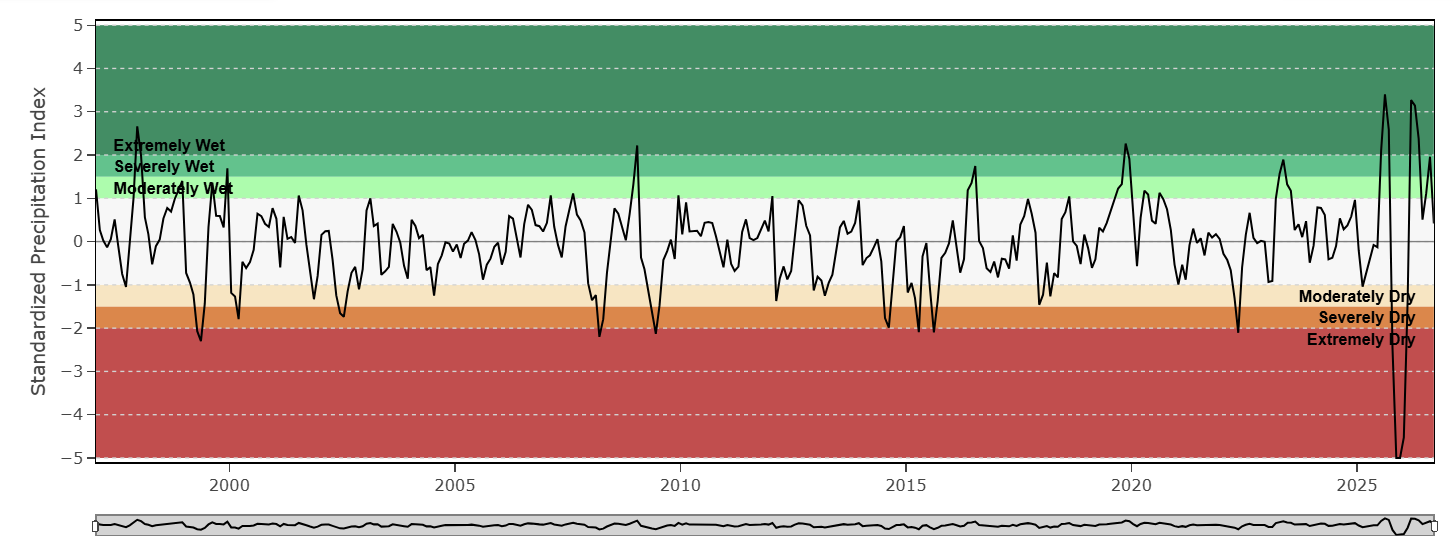 5
4
3
2
1
0
−1
−2
−3
−4
−5
Standardized Precipitation Index
Extremely Wet
Severely Wet
Moderately Wet
Moderately Dry
Severely Dry
Extremely Dry
2000 2005 2010 2015 2020 2025